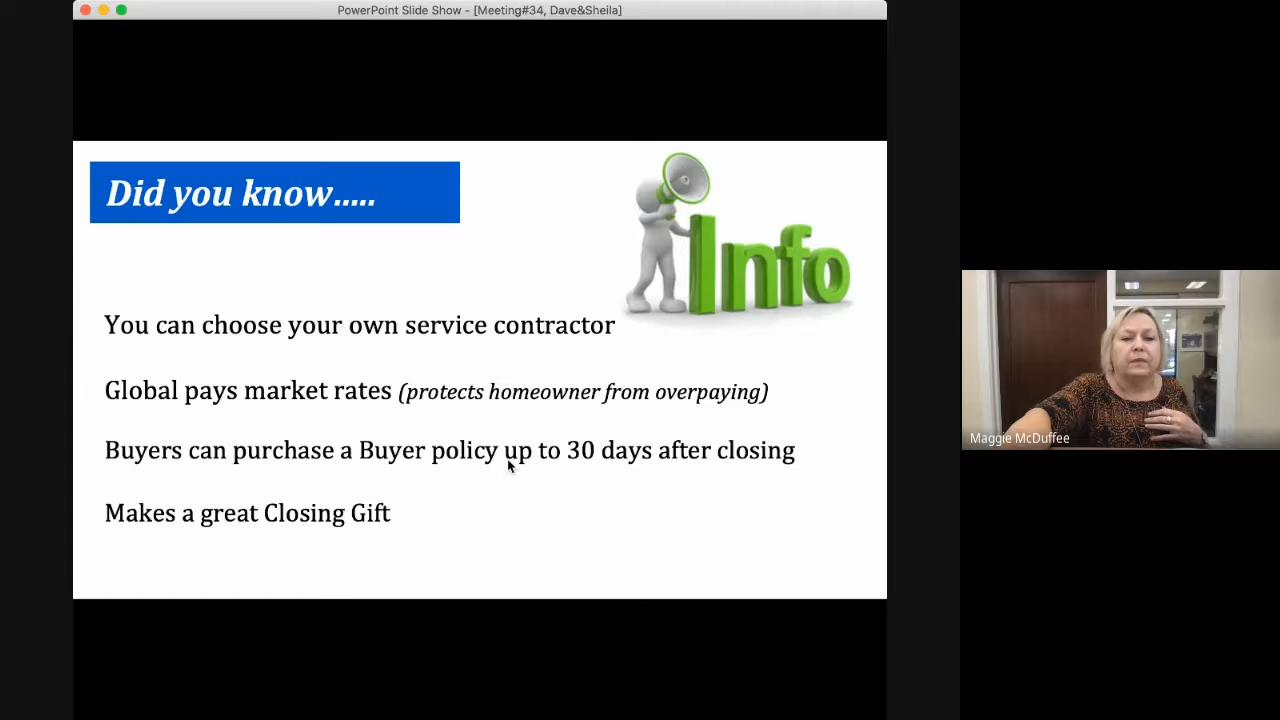 PowerPoint Slide Show - [Meeting#34, Dave&Sheila]
Did you know.....
Info
You can choose your own service contractor
Global pays market rates (protects homeowner from overpaying)
Buyers can purchase a Buyer policy up to 30 days after closing
Makes a great Closing Gift
Maggie McDuffee